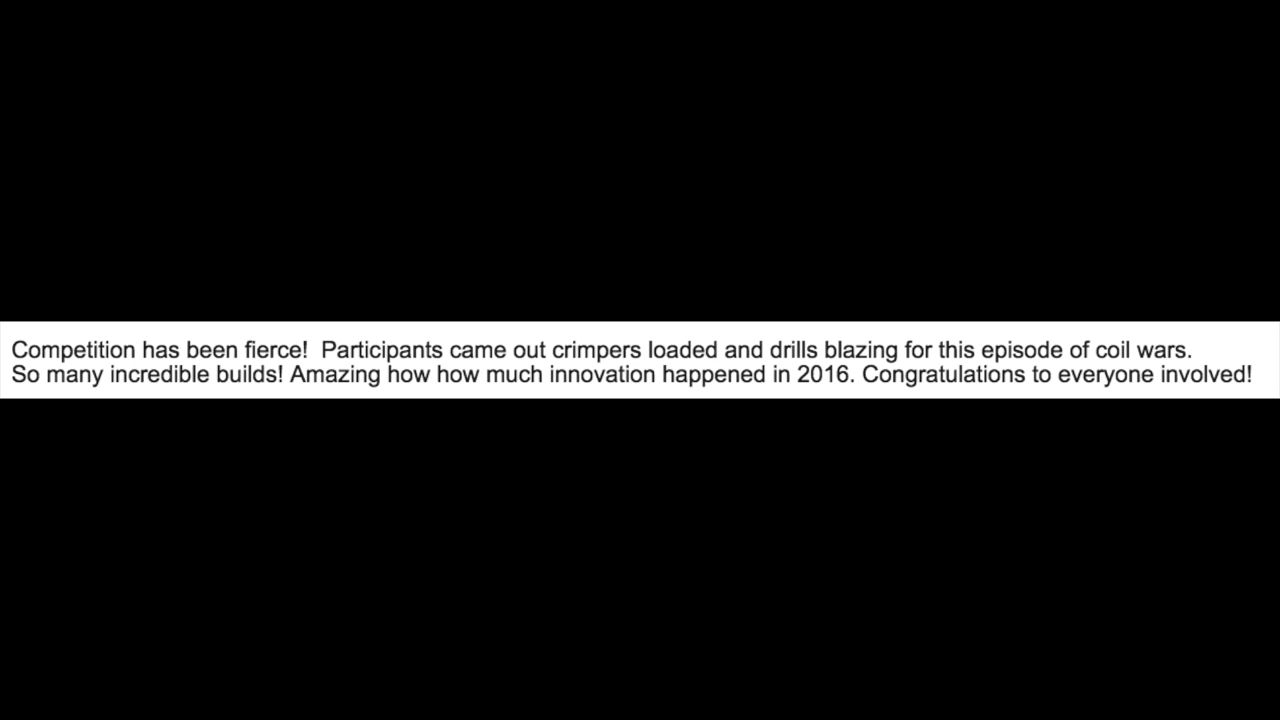 Competition has been fierce!  Participants came out crimpers loaded and drills blazing for this episode of coil wars.
So many incredible builds! Amazing how how much innovation happened in 2016. Congratulations to everyone involved!